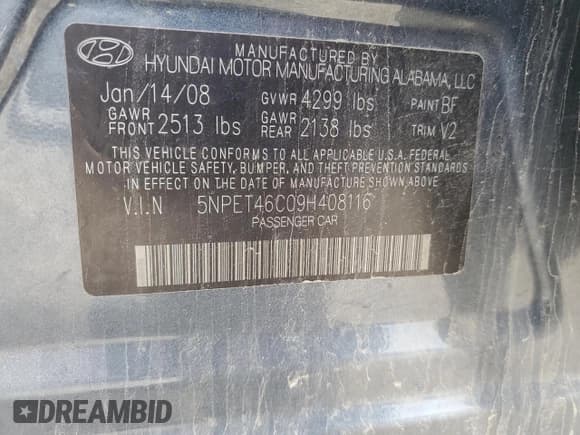 MANUFACTURED BY
HYUNDAI MOTOR MANUFACTURING ALABAMA, LLC
Jan/14/08 GVWR 4299 lbs PAINT BF
GAWR FRONT 2513 lbs GAWR REAR 2138 lbs TRIM V2
THIS VEHICLE CONFORMS TO ALL APPLICABLE U.S.A. FEDERAL
MOTOR VEHICLE SAFETY, BUMPER, AND THEFT PREVENTION STANDARDS
IN EFFECT ON THE DATE OF MANUFACTURE SHOWN ABOVE.
V.I.N 5NPET46C09H408116
PASSENGER CAR
DREAMBID